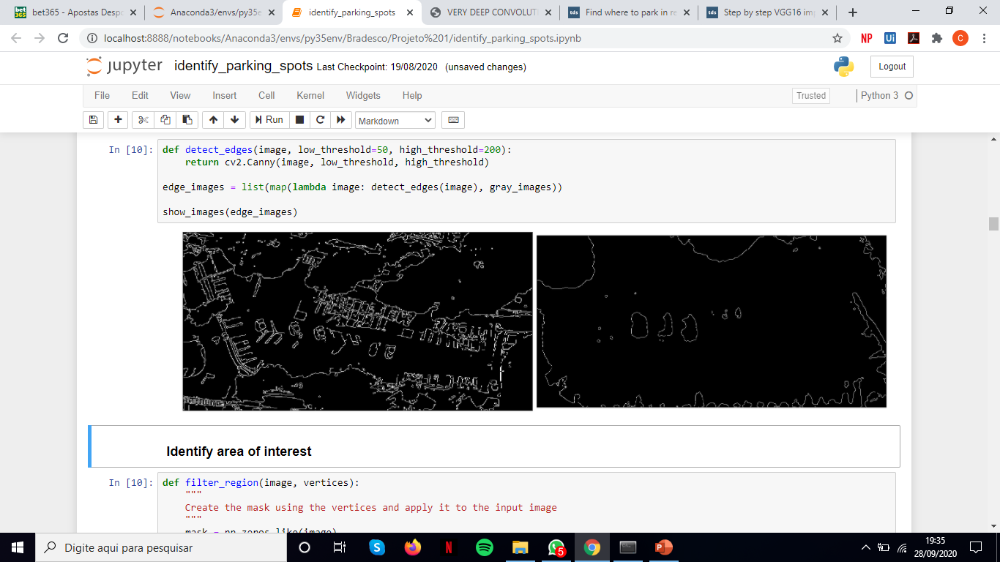 bet365 - Apostas Despo
Anaconda3/envs/py35e
identify_parking_spots
VERY DEEP CONVOLUTI
Find where to park in re
Step by step VGG16 imp
localhost:8888/notebooks/Anaconda3/envs/py35env/Bradesco/Projeto%201/identify_parking_spots.ipynb
jupyter identify_parking_spots Last Checkpoint: 19/08/2020 (unsaved changes)
Logout
File Edit View Insert Cell Kernel Widgets Help
Trusted
Python 3
Run
Markdown
In [10]:
def detect_edges(image, low_threshold=50, high_threshold=200):
    return cv2.Canny(image, low_threshold, high_threshold)
edge_images = list(map(lambda image: detect_edges(image), gray_images))
show_images(edge_images)
Identify area of interest
In [10]:
def filter_region(image, vertices):
    """
    Create the mask using the vertices and apply it to the input image
    """
    mask = np.zeros_like(image)
Digite aqui para pesquisar
5
19:35
28/09/2020